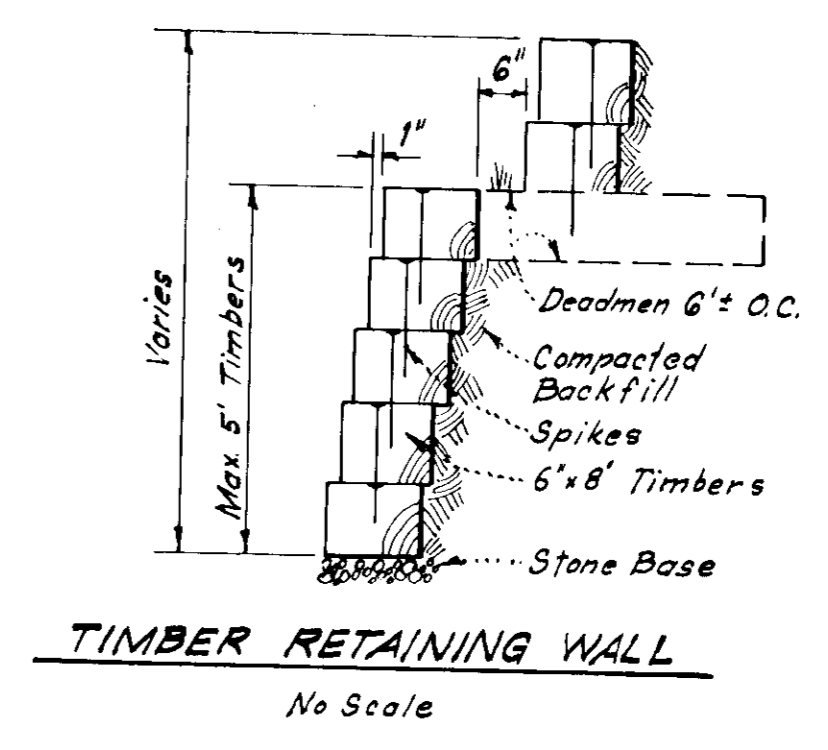 6"
1"
Varies
Max. 5' Timbers
Deadmen 6'± O.C.
Compacted
Backfill
Spikes
6"x8' Timbers
Stone Base
TIMBER RETAINING WALL
No Scale